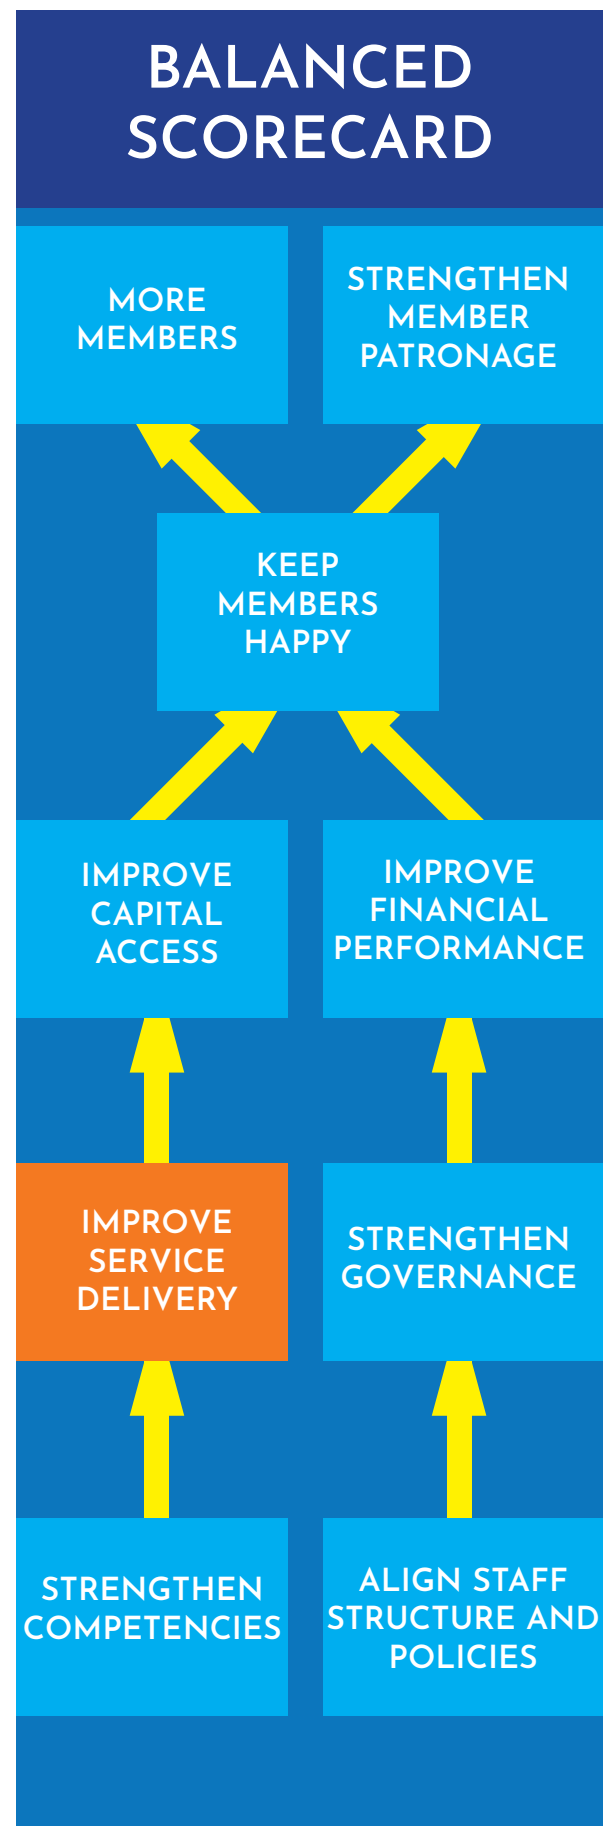 BALANCED
SCORECARD
MORE
MEMBERS
STRENGTHEN
MEMBER
PATRONAGE
KEEP
MEMBERS
HAPPY
IMPROVE
CAPITAL
ACCESS
IMPROVE
FINANCIAL
PERFORMANCE
IMPROVE
SERVICE
DELIVERY
STRENGTHEN
GOVERNANCE
STRENGTHEN
COMPETENCIES
ALIGN STAFF
STRUCTURE AND
POLICIES